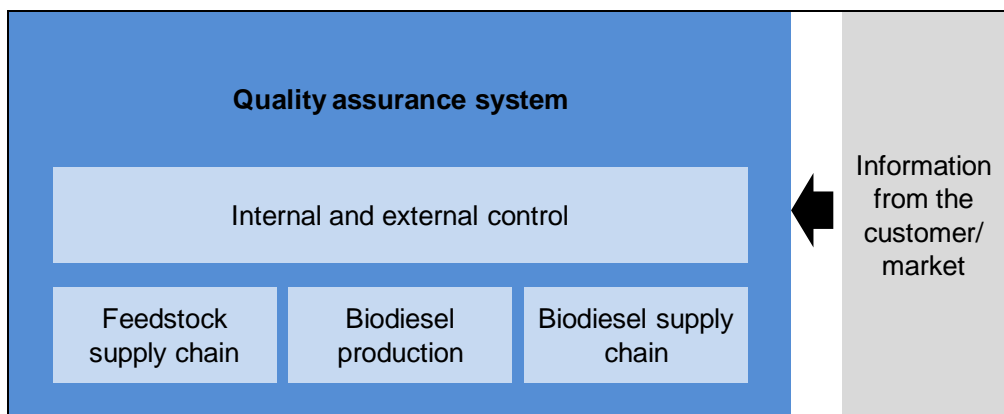 Quality assurance system
Internal and external control
Feedstock
supply chain
Biodiesel
production
Biodiesel supply
chain
Information
from the
customer/
market